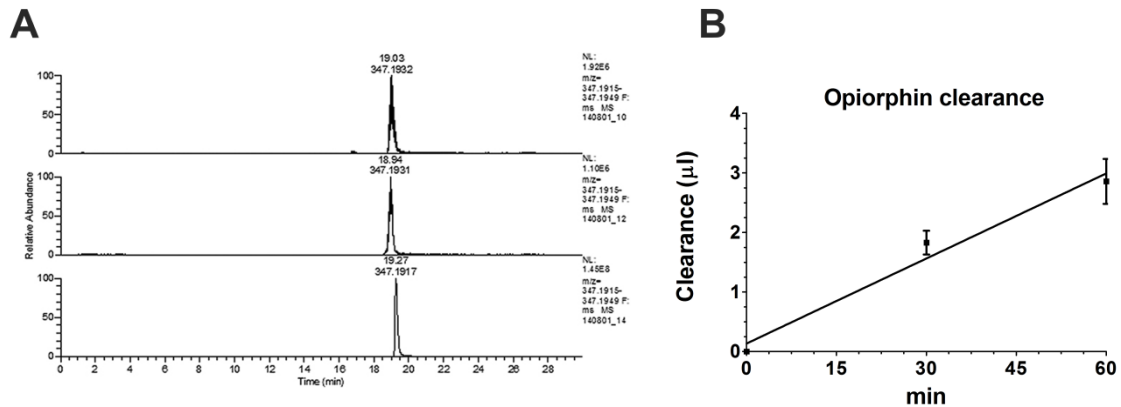 A
19.03
347.1932
NL:
1.92E6
m/z=
347.1915-
347.1949 F:
ms MS
140801_10
100
50
0
18.94
347.1931
NL:
1.10E6
m/z=
347.1915-
347.1949 F:
ms MS
140801_12
100
50
0
Relative Abundance
19.27
347.1917
NL:
1.45E8
m/z=
347.1915-
347.1949 F:
ms MS
140801_14
100
50
0
0 2 4 6 8 10 12 14 16 18 20 22 24 26 28
Time (min)
B
Opiorphin clearance
4
3
2
1
0
Clearance (µl)
0 15 30 45 60
min